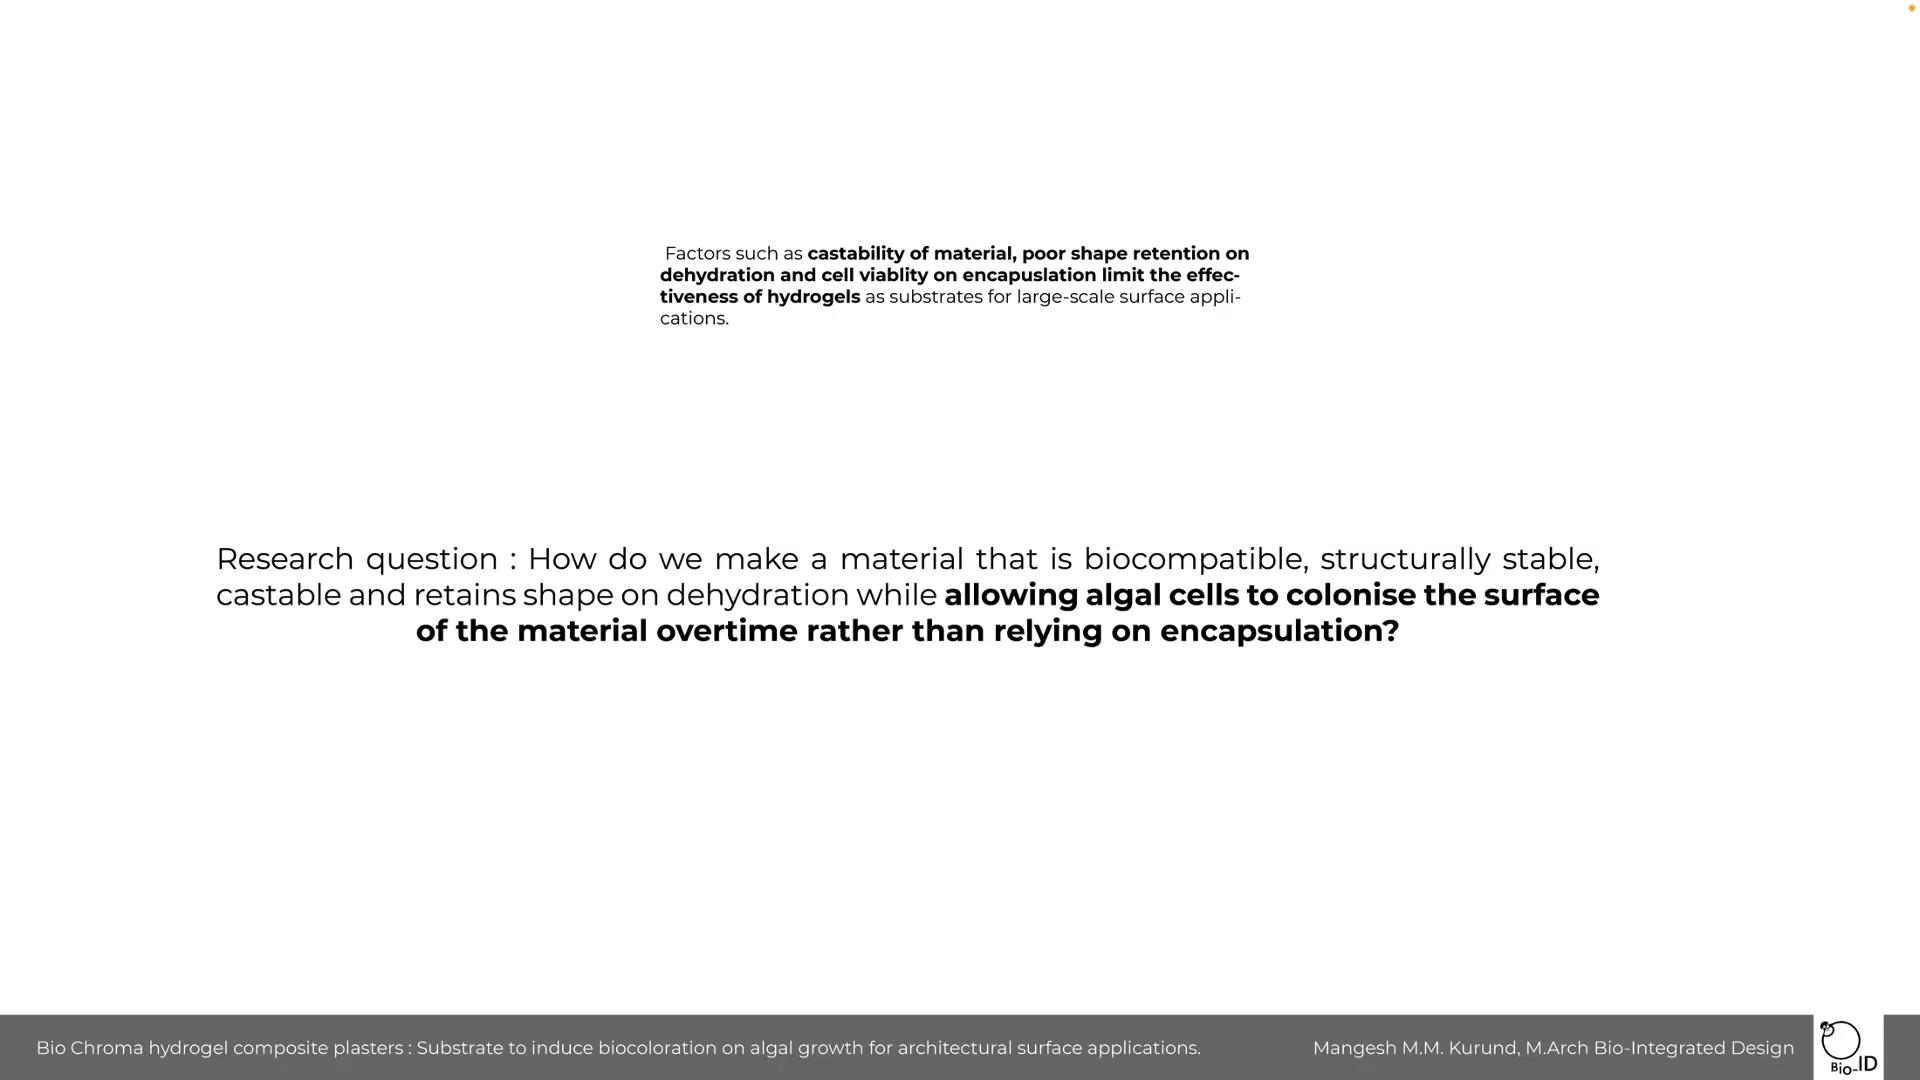 Factors such as castability of material, poor shape retention on
dehydration and cell viablity on encapuslation limit the effec-
tiveness of hydrogels as substrates for large-scale surface appli-
cations.
Research question : How do we make a material that is biocompatible, structurally stable,
castable and retains shape on dehydration while allowing algal cells to colonise the surface
of the material overtime rather than relying on encapsulation?
Bio Chroma hydrogel composite plasters : Substrate to induce biocoloration on algal growth for architectural surface applications.
Mangesh M.M. Kurund, M.Arch Bio-Integrated Design
Bio-ID